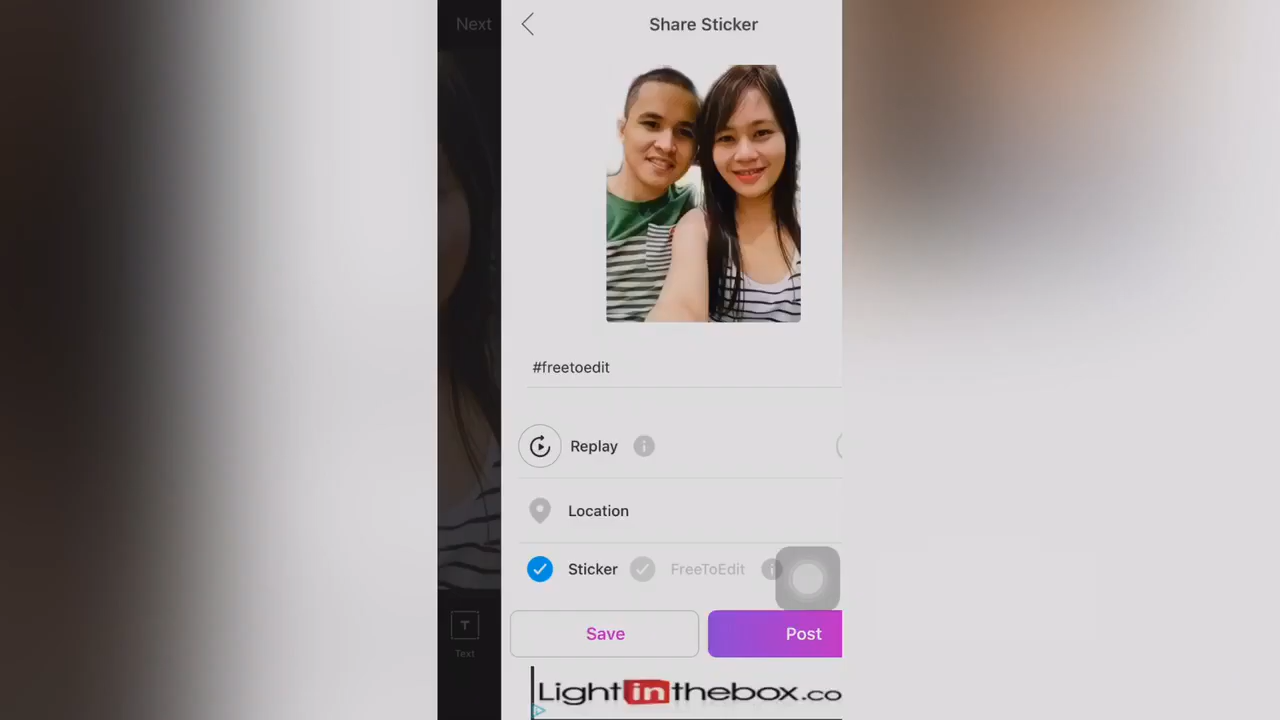 Next
Share Sticker
#freetoedit
Replay
Location
Sticker FreeToEdit
Save Post
Text
Lightinthebox.co